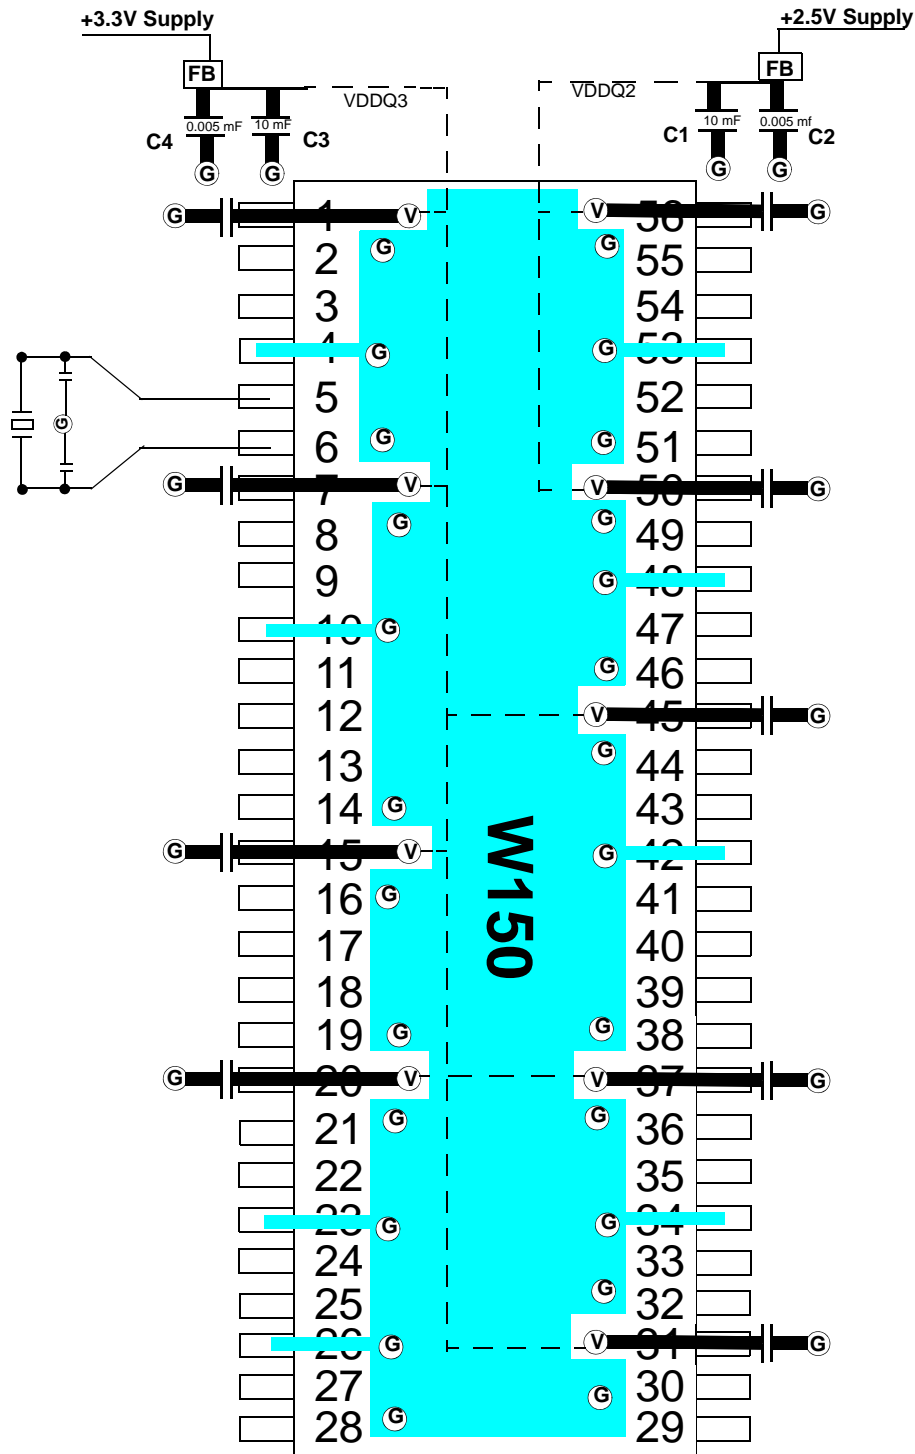 +3.3V Supply
+2.5V Supply
FB
FB
VDDQ3
VDDQ2
C4
0.005 mF
10 mF
C3
C1
10 mF
0.005 mf
C2
G
G
G
G
G
1
V
V
56
G
2
G
G
55
3
54
4
G
G
53
5
52
G
6
G
G
51
G
7
V
V
50
G
8
G
G
49
9
G
48
10
G
47
11
G
46
12
V
45
G
13
G
44
14
G
43
G
15
V
G
42
16
G
41
17
40
18
39
19
G
G
38
W150
G
20
V
V
37
G
21
G
G
36
22
35
23
G
G
34
24
33
25
G
32
26
G
V
31
G
27
G
30
28
G
29